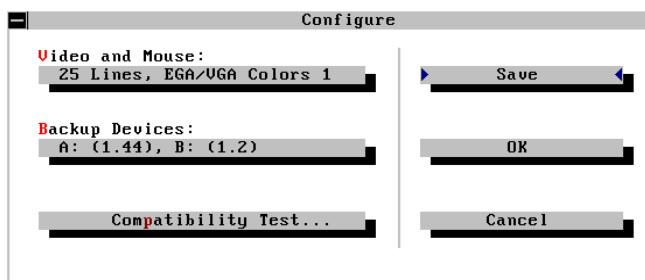 Configure
Video and Mouse:
25 Lines, EGA/VGA Colors 1
Save
Backup Devices:
A: (1.44), B: (1.2)
OK
Compatibility Test...
Cancel